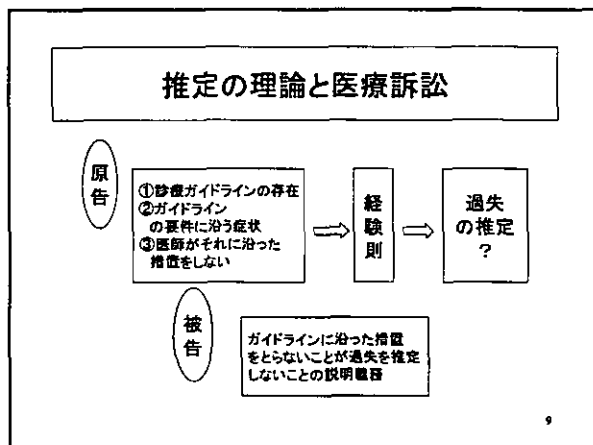 推定の理論と医療訴訟
原告
①診療ガイドラインの存在
②ガイドライン
の要件に沿う症状
③医師がそれに沿った
措置をしない
経験則
過失
の推定
?
被告
ガイドラインに沿った措置
をとらないことが過失を推定
しないことの説明義務
9